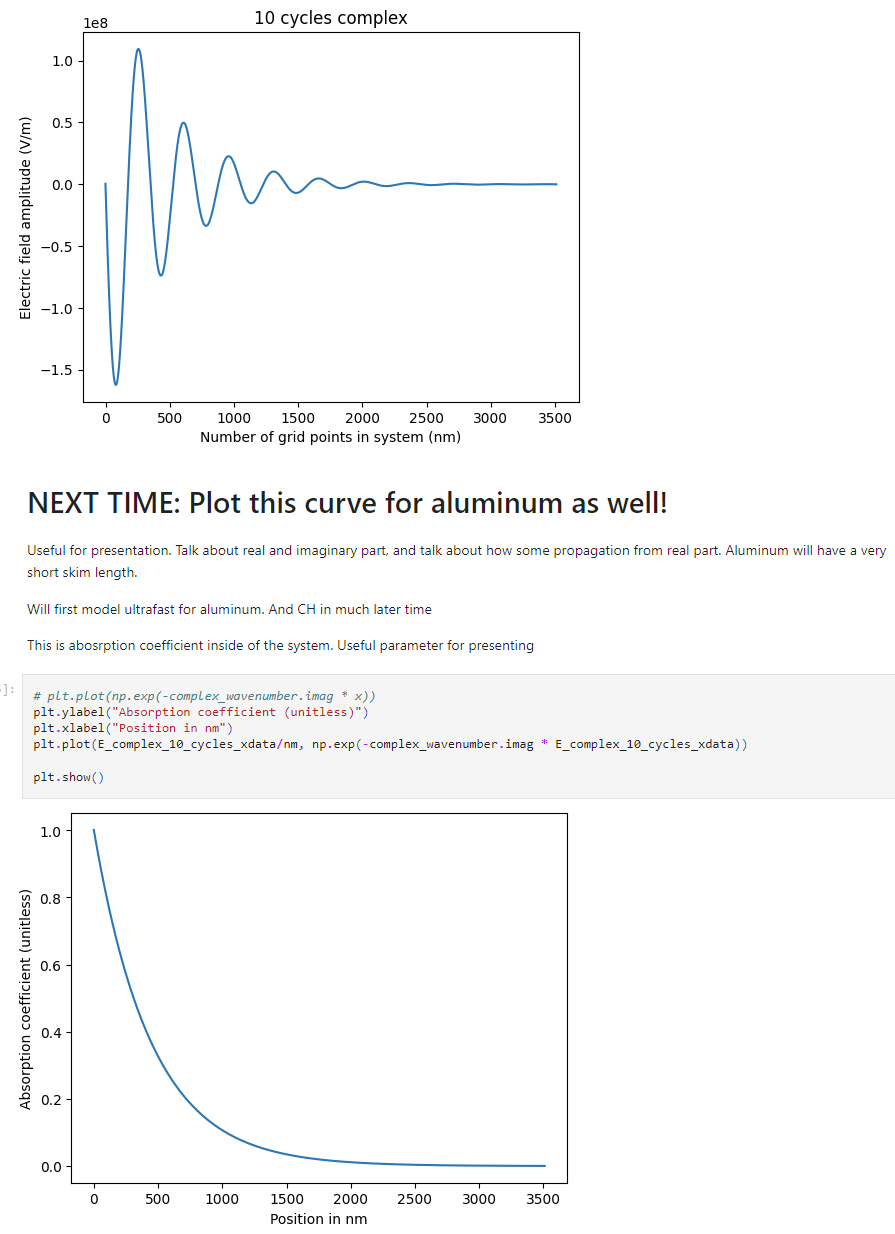 1e8
10 cycles complex
1.0
0.5
0.0
−0.5
−1.0
−1.5
Electric field amplitude (V/m)
0 500 1000 1500 2000 2500 3000 3500
Number of grid points in system (nm)
NEXT TIME: Plot this curve for aluminum as well!
Useful for presentation. Talk about real and imaginary part, and talk about how some propagation from real part. Aluminum will have a very
short skim length.
Will first model ultrafast for aluminum. And CH in much later time
This is abosrption coefficient inside of the system. Useful parameter for presenting
]:
# plt.plot(np.exp(-complex_wavenumber.imag * x))
plt.ylabel("Absorption coefficient (unitless)")
plt.xlabel("Position in nm")
plt.plot(E_complex_10_cycles_xdata/nm, np.exp(-complex_wavenumber.imag * E_complex_10_cycles_xdata))
plt.show()
1.0
0.8
0.6
0.4
0.2
0.0
Absorption coefficient (unitless)
0 500 1000 1500 2000 2500 3000 3500
Position in nm